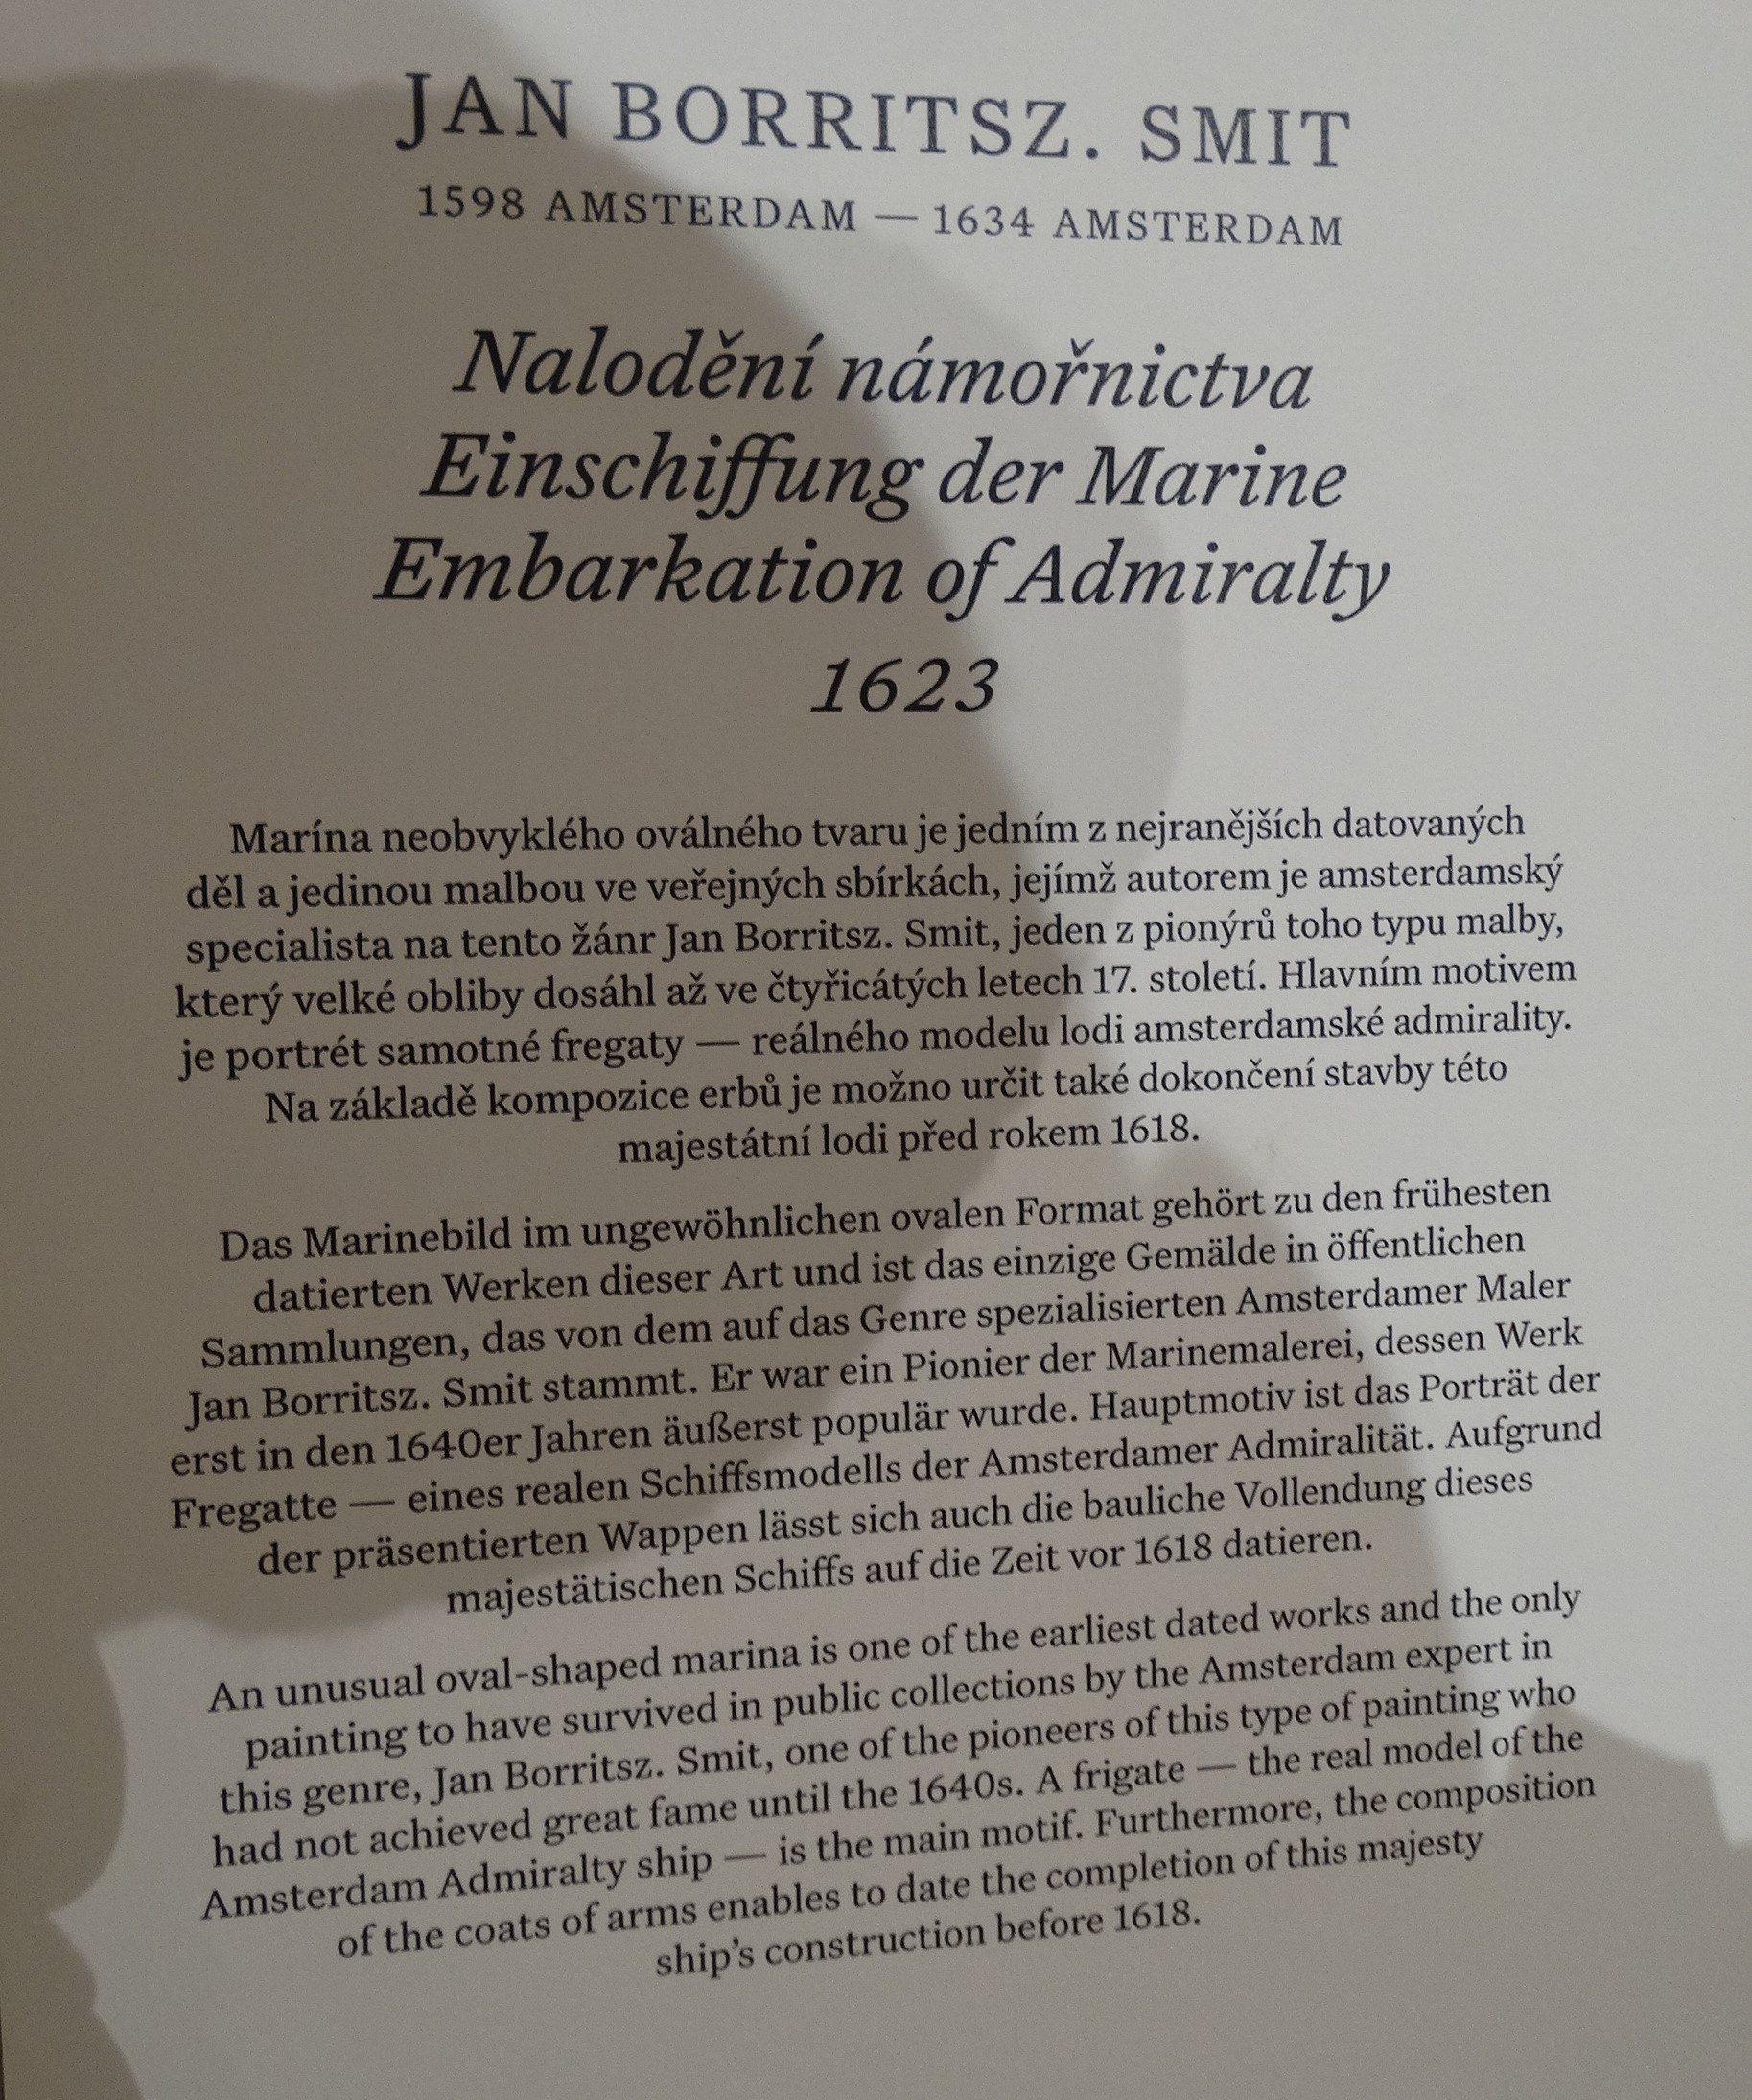 JAN BORRITSZ. SMIT
1598 AMSTERDAM — 1634 AMSTERDAM
Nalodění námořnictva
Einschiffung der Marine
Embarkation of Admiralty
1623
Marína neobvyklého oválného tvaru je jedním z nejranějších datovaných
děl a jedinou malbou ve veřejných sbírkách, jejímž autorem je amsterdamský
specialista na tento žánr Jan Borritsz. Smit, jeden z pionýrů toho typu malby,
který velké obliby dosáhl až ve čtyřicátých letech 17. století. Hlavním motivem
je portrét samotné fregaty — reálného modelu lodi amsterdamské admirality.
Na základě kompozice erbů je možno určit také dokončení stavby této
majestátní lodi před rokem 1618.
Das Marinebild im ungewöhnlichen ovalen Format gehört zu den frühesten
datierten Werken dieser Art und ist das einzige Gemälde in öffentlichen
Sammlungen, das von dem auf das Genre spezialisierten Amsterdamer Maler
Jan Borritsz. Smit stammt. Er war ein Pionier der Marinemalerei, dessen Werk
erst in den 1640er Jahren äußerst populär wurde. Hauptmotiv ist das Porträt der
Fregatte — eines realen Schiffsmodells der Amsterdamer Admiralität. Aufgrund
der präsentierten Wappen lässt sich auch die bauliche Vollendung dieses
majestätischen Schiffs auf die Zeit vor 1618 datieren.
An unusual oval-shaped marina is one of the earliest dated works and the only
painting to have survived in public collections by the Amsterdam expert in
this genre, Jan Borritsz. Smit, one of the pioneers of this type of painting who
had not achieved great fame until the 1640s. A frigate — the real model of the
Amsterdam Admiralty ship — is the main motif. Furthermore, the composition
of the coats of arms enables to date the completion of this majesty
ship’s construction before 1618.